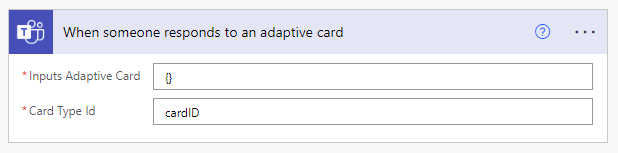 When someone responds to an adaptive card
* Inputs Adaptive Card {}
* Card Type Id cardID